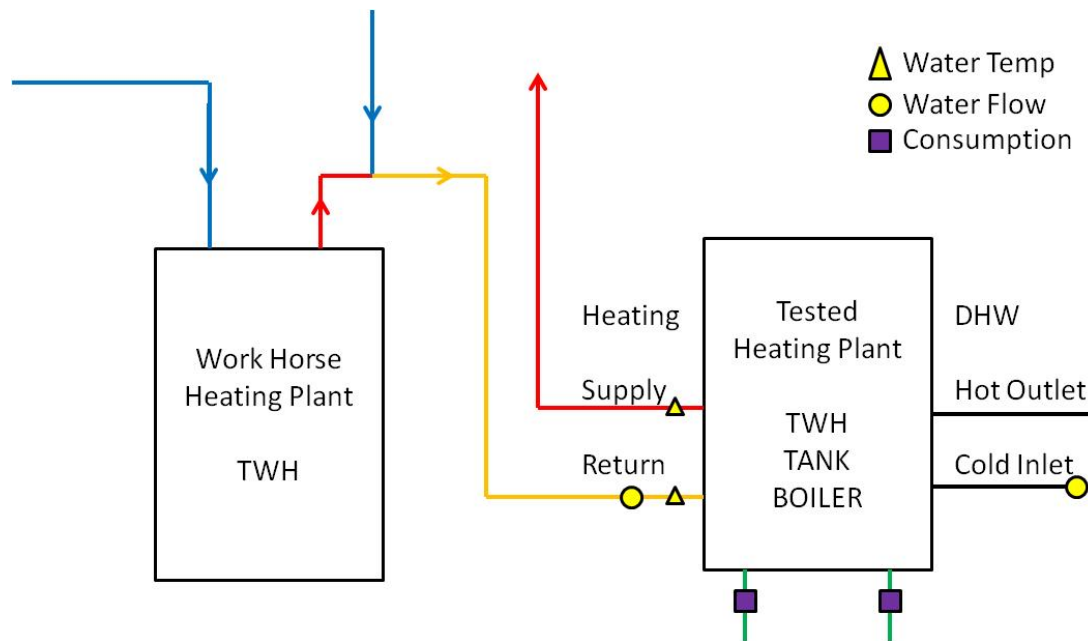 Water Temp
Water Flow
Consumption
Work Horse
Heating Plant
TWH
Heating
Supply
Return
Tested
Heating Plant
TWH
TANK
BOILER
DHW
Hot Outlet
Cold Inlet